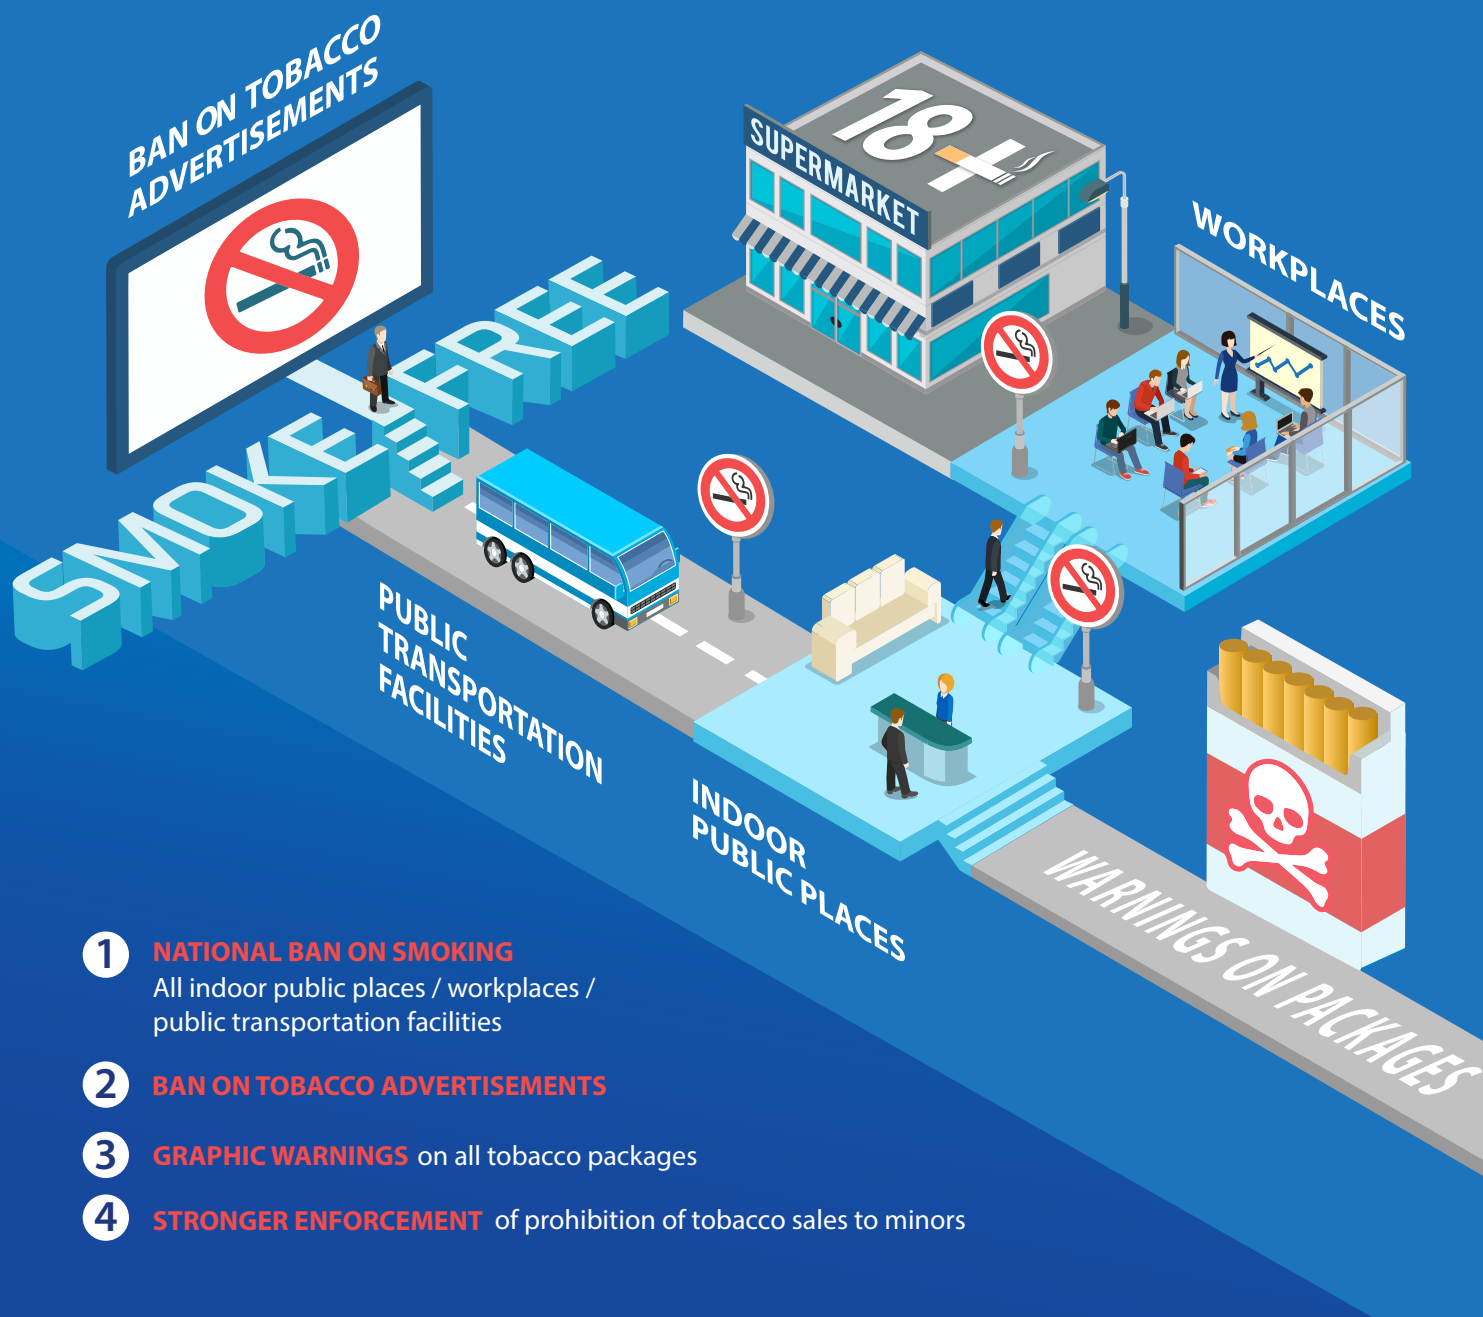 BAN ON TOBACCO
ADVERTISEMENTS
SUPERMARKET
18+
WORKPLACES
SMOKE FREE
PUBLIC
TRANSPORTATION
FACILITIES
INDOOR
PUBLIC PLACES
WARNINGS ON PACKAGES
1 NATIONAL BAN ON SMOKING
All indoor public places / workplaces /
public transportation facilities
2 BAN ON TOBACCO ADVERTISEMENTS
3 GRAPHIC WARNINGS on all tobacco packages
4 STRONGER ENFORCEMENT of prohibition of tobacco sales to minors